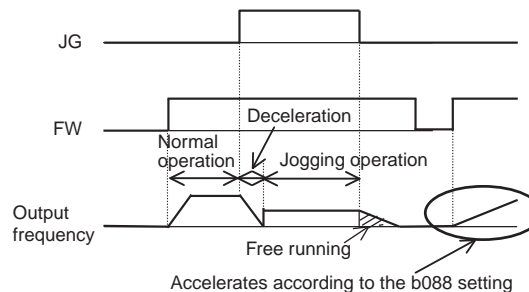 JG
FW
Deceleration
Normal
operation
Jogging operation
Output
frequency
Free running
Accelerates according to the b088 setting